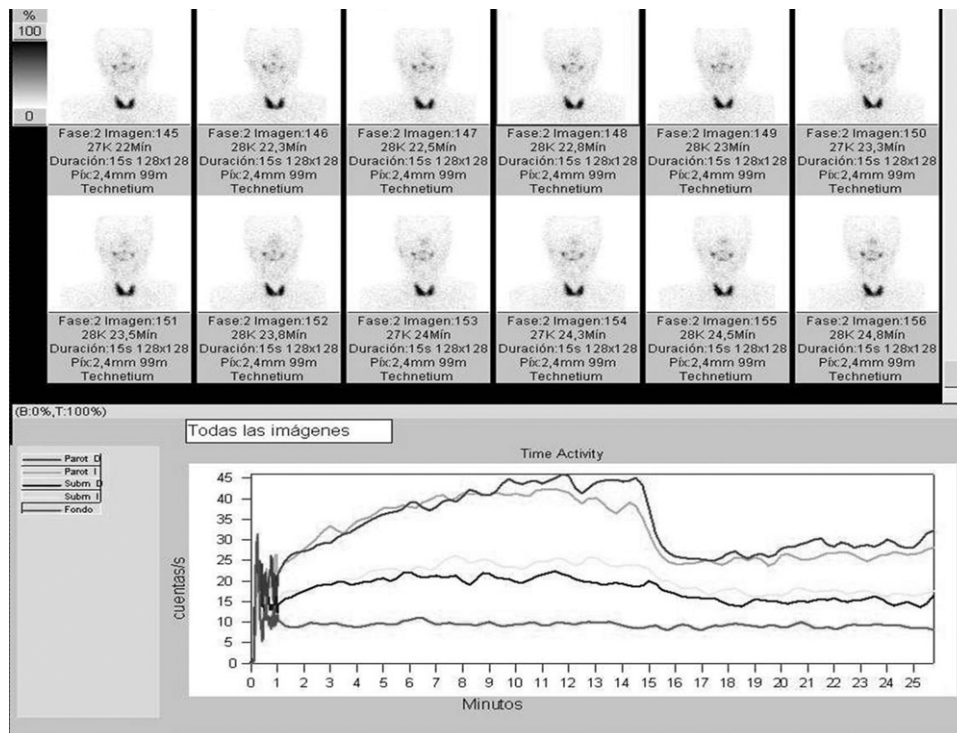 %
100
0
Fase:2 Imagen:145
27K 22Mín
Duración:15s 128x128
Píx:2,4mm 99m
Technetium
Fase:2 Imagen:146
28K 22,3Mín
Duración:15s 128x128
Píx:2,4mm 99m
Technetium
Fase:2 Imagen:147
28K 22,5Mín
Duración:15s 128x128
Píx:2,4mm 99m
Technetium
Fase:2 Imagen:148
28K 22,8Mín
Duración:15s 128x128
Píx:2,4mm 99m
Technetium
Fase:2 Imagen:149
28K 23Mín
Duración:15s 128x128
Píx:2,4mm 99m
Technetium
Fase:2 Imagen:150
27K 23,3Mín
Duración:15s 128x128
Píx:2,4mm 99m
Technetium
Fase:2 Imagen:151
28K 23,5Mín
Duración:15s 128x128
Píx:2,4mm 99m
Technetium
Fase:2 Imagen:152
28K 23,8Mín
Duración:15s 128x128
Píx:2,4mm 99m
Technetium
Fase:2 Imagen:153
27K 24Mín
Duración:15s 128x128
Píx:2,4mm 99m
Technetium
Fase:2 Imagen:154
27K 24,3Mín
Duración:15s 128x128
Píx:2,4mm 99m
Technetium
Fase:2 Imagen:155
28K 24,5Mín
Duración:15s 128x128
Píx:2,4mm 99m
Technetium
Fase:2 Imagen:156
28K 24,8Mín
Duración:15s 128x128
Píx:2,4mm 99m
Technetium
(B:0%,T:100%)
Todas las imágenes
Parot D
Parot I
Subm D
Subm I
Fondo
Time Activity
45
40
35
30
25
20
15
10
5
0
cuentas/s
0 1 2 3 4 5 6 7 8 9 10 11 12 13 14 15 16 17 18 19 20 21 22 23 24 25
Minutos